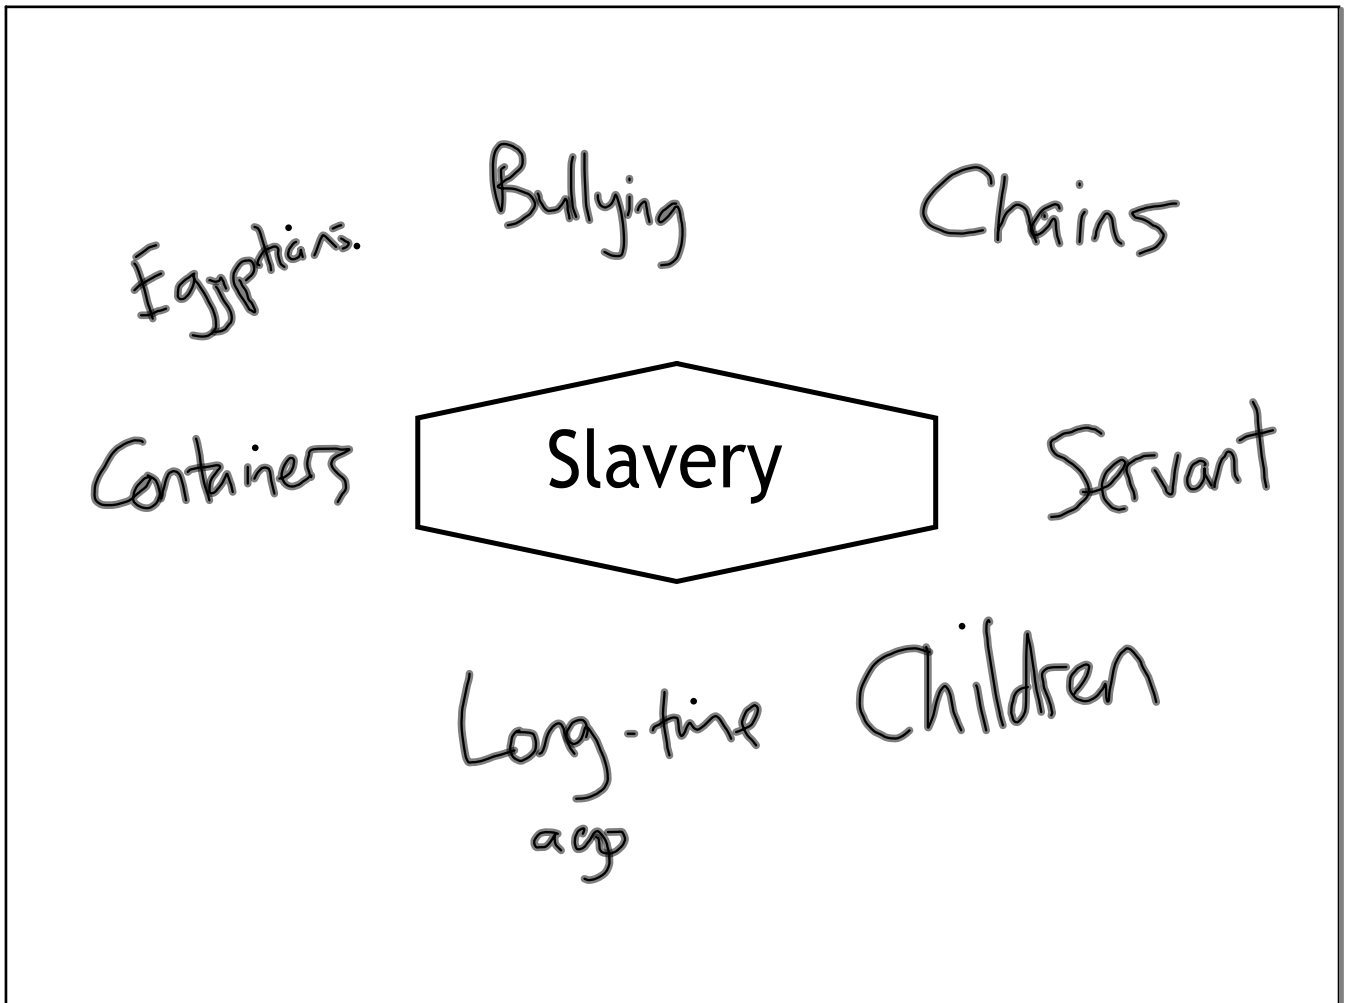 Bullying
Chains
Egyptians.
Slavery
Containers
Servant
Children
Long-time
ago